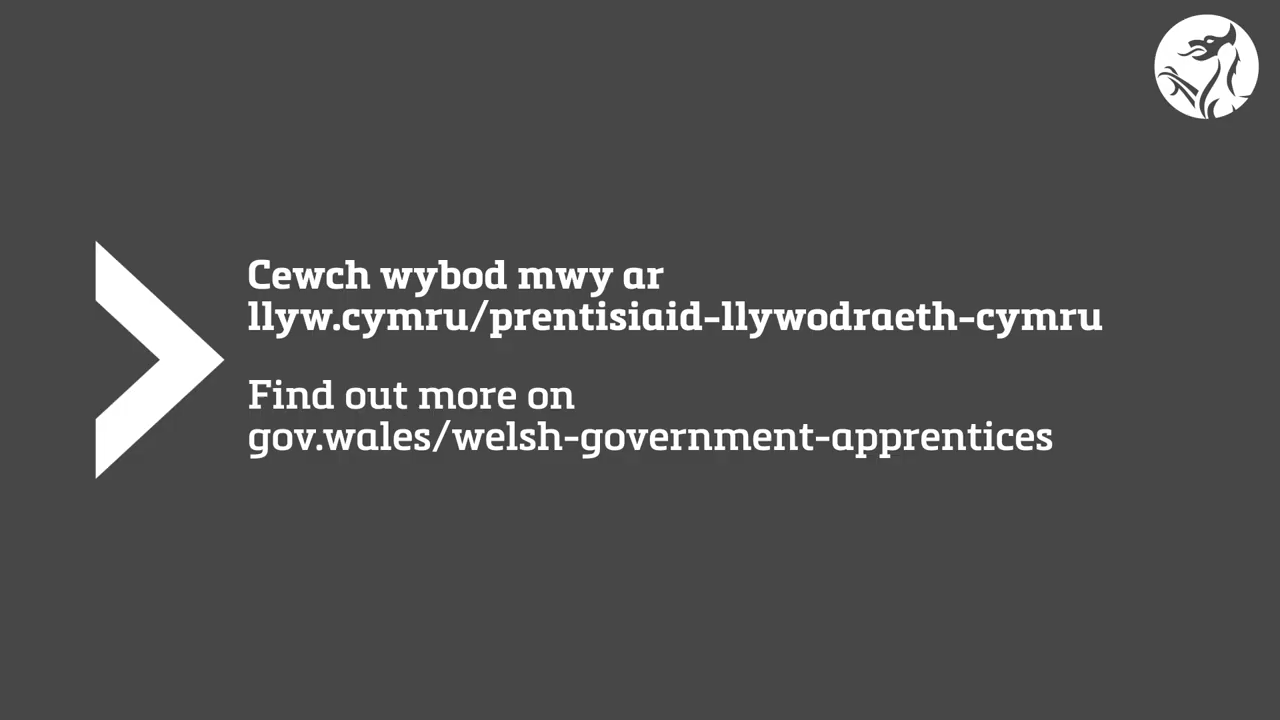 Cewch wybod mwy ar
llyw.cymru/prentisiaid-llywodraeth-cymru
Find out more on
gov.wales/welsh-government-apprentices